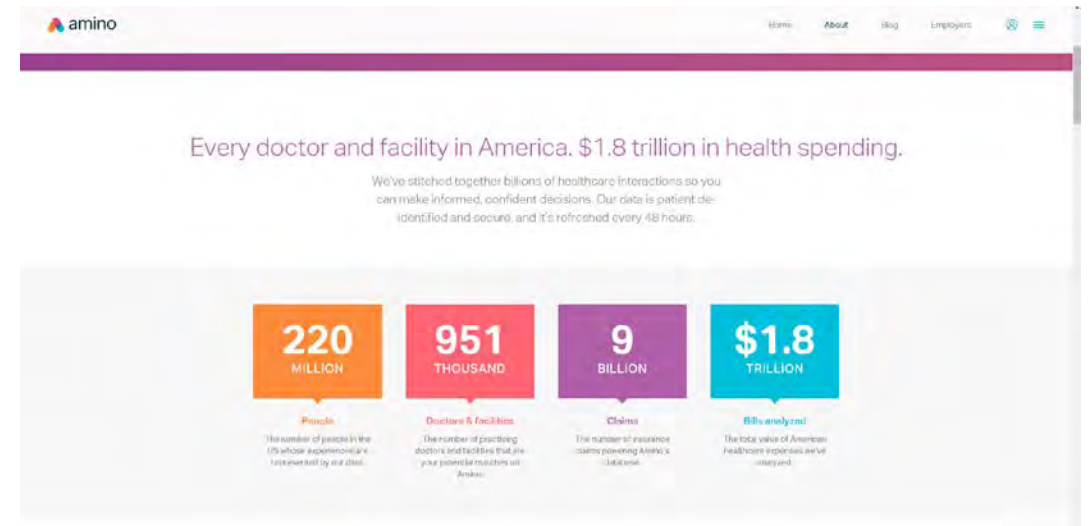 amino
Home About Blog Employers
Every doctor and facility in America. $1.8 trillion in health spending.
We've stitched together billions of healthcare interactions so you
can make informed, confident decisions. Our data is patient de-
identified and secure, and it's refreshed every 48 hours.
220
MILLION
951
THOUSAND
9
BILLION
$1.8
TRILLION
People
The number of people in the
US whose experiences are
represented by our data.
Doctors & facilities
The number of practicing
doctors and facilities that are
your potential matches on
Amino.
Claims
The number of insurance
claims powering Amino's
database.
Bills analyzed
The total value of American
healthcare expenses we've
analyzed.